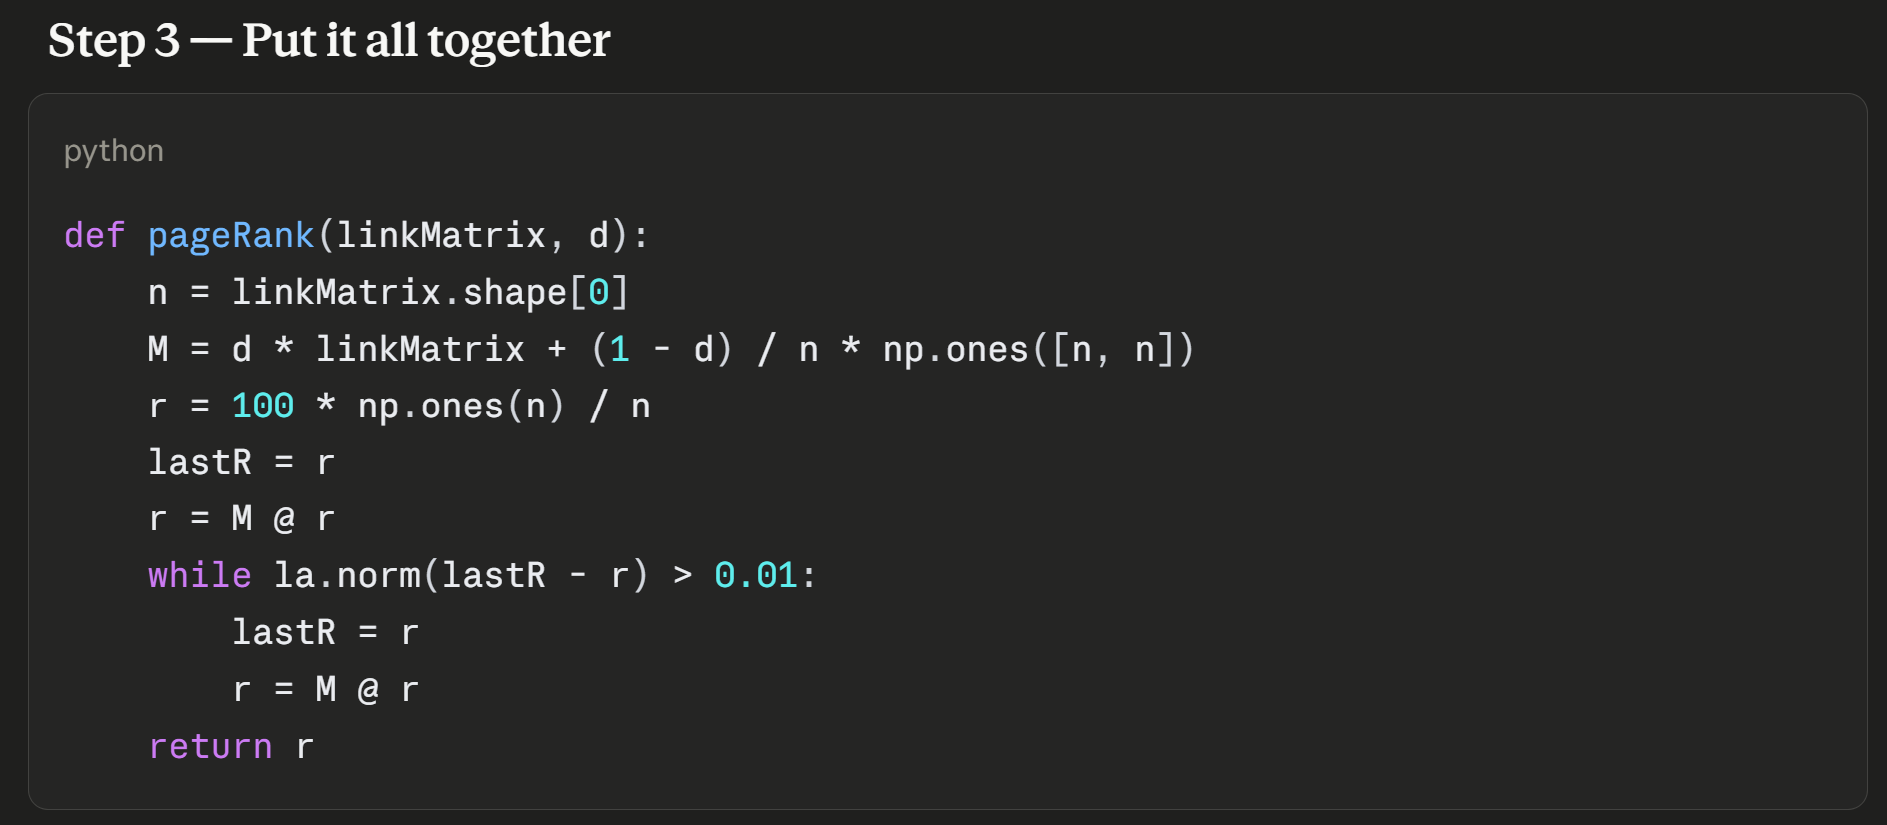 Step 3 — Put it all together
python
def pageRank(linkMatrix, d):
    n = linkMatrix.shape[0]
    M = d * linkMatrix + (1 - d) / n * np.ones([n, n])
    r = 100 * np.ones(n) / n
    lastR = r
    r = M @ r
    while la.norm(lastR - r) > 0.01:
        lastR = r
        r = M @ r
    return r